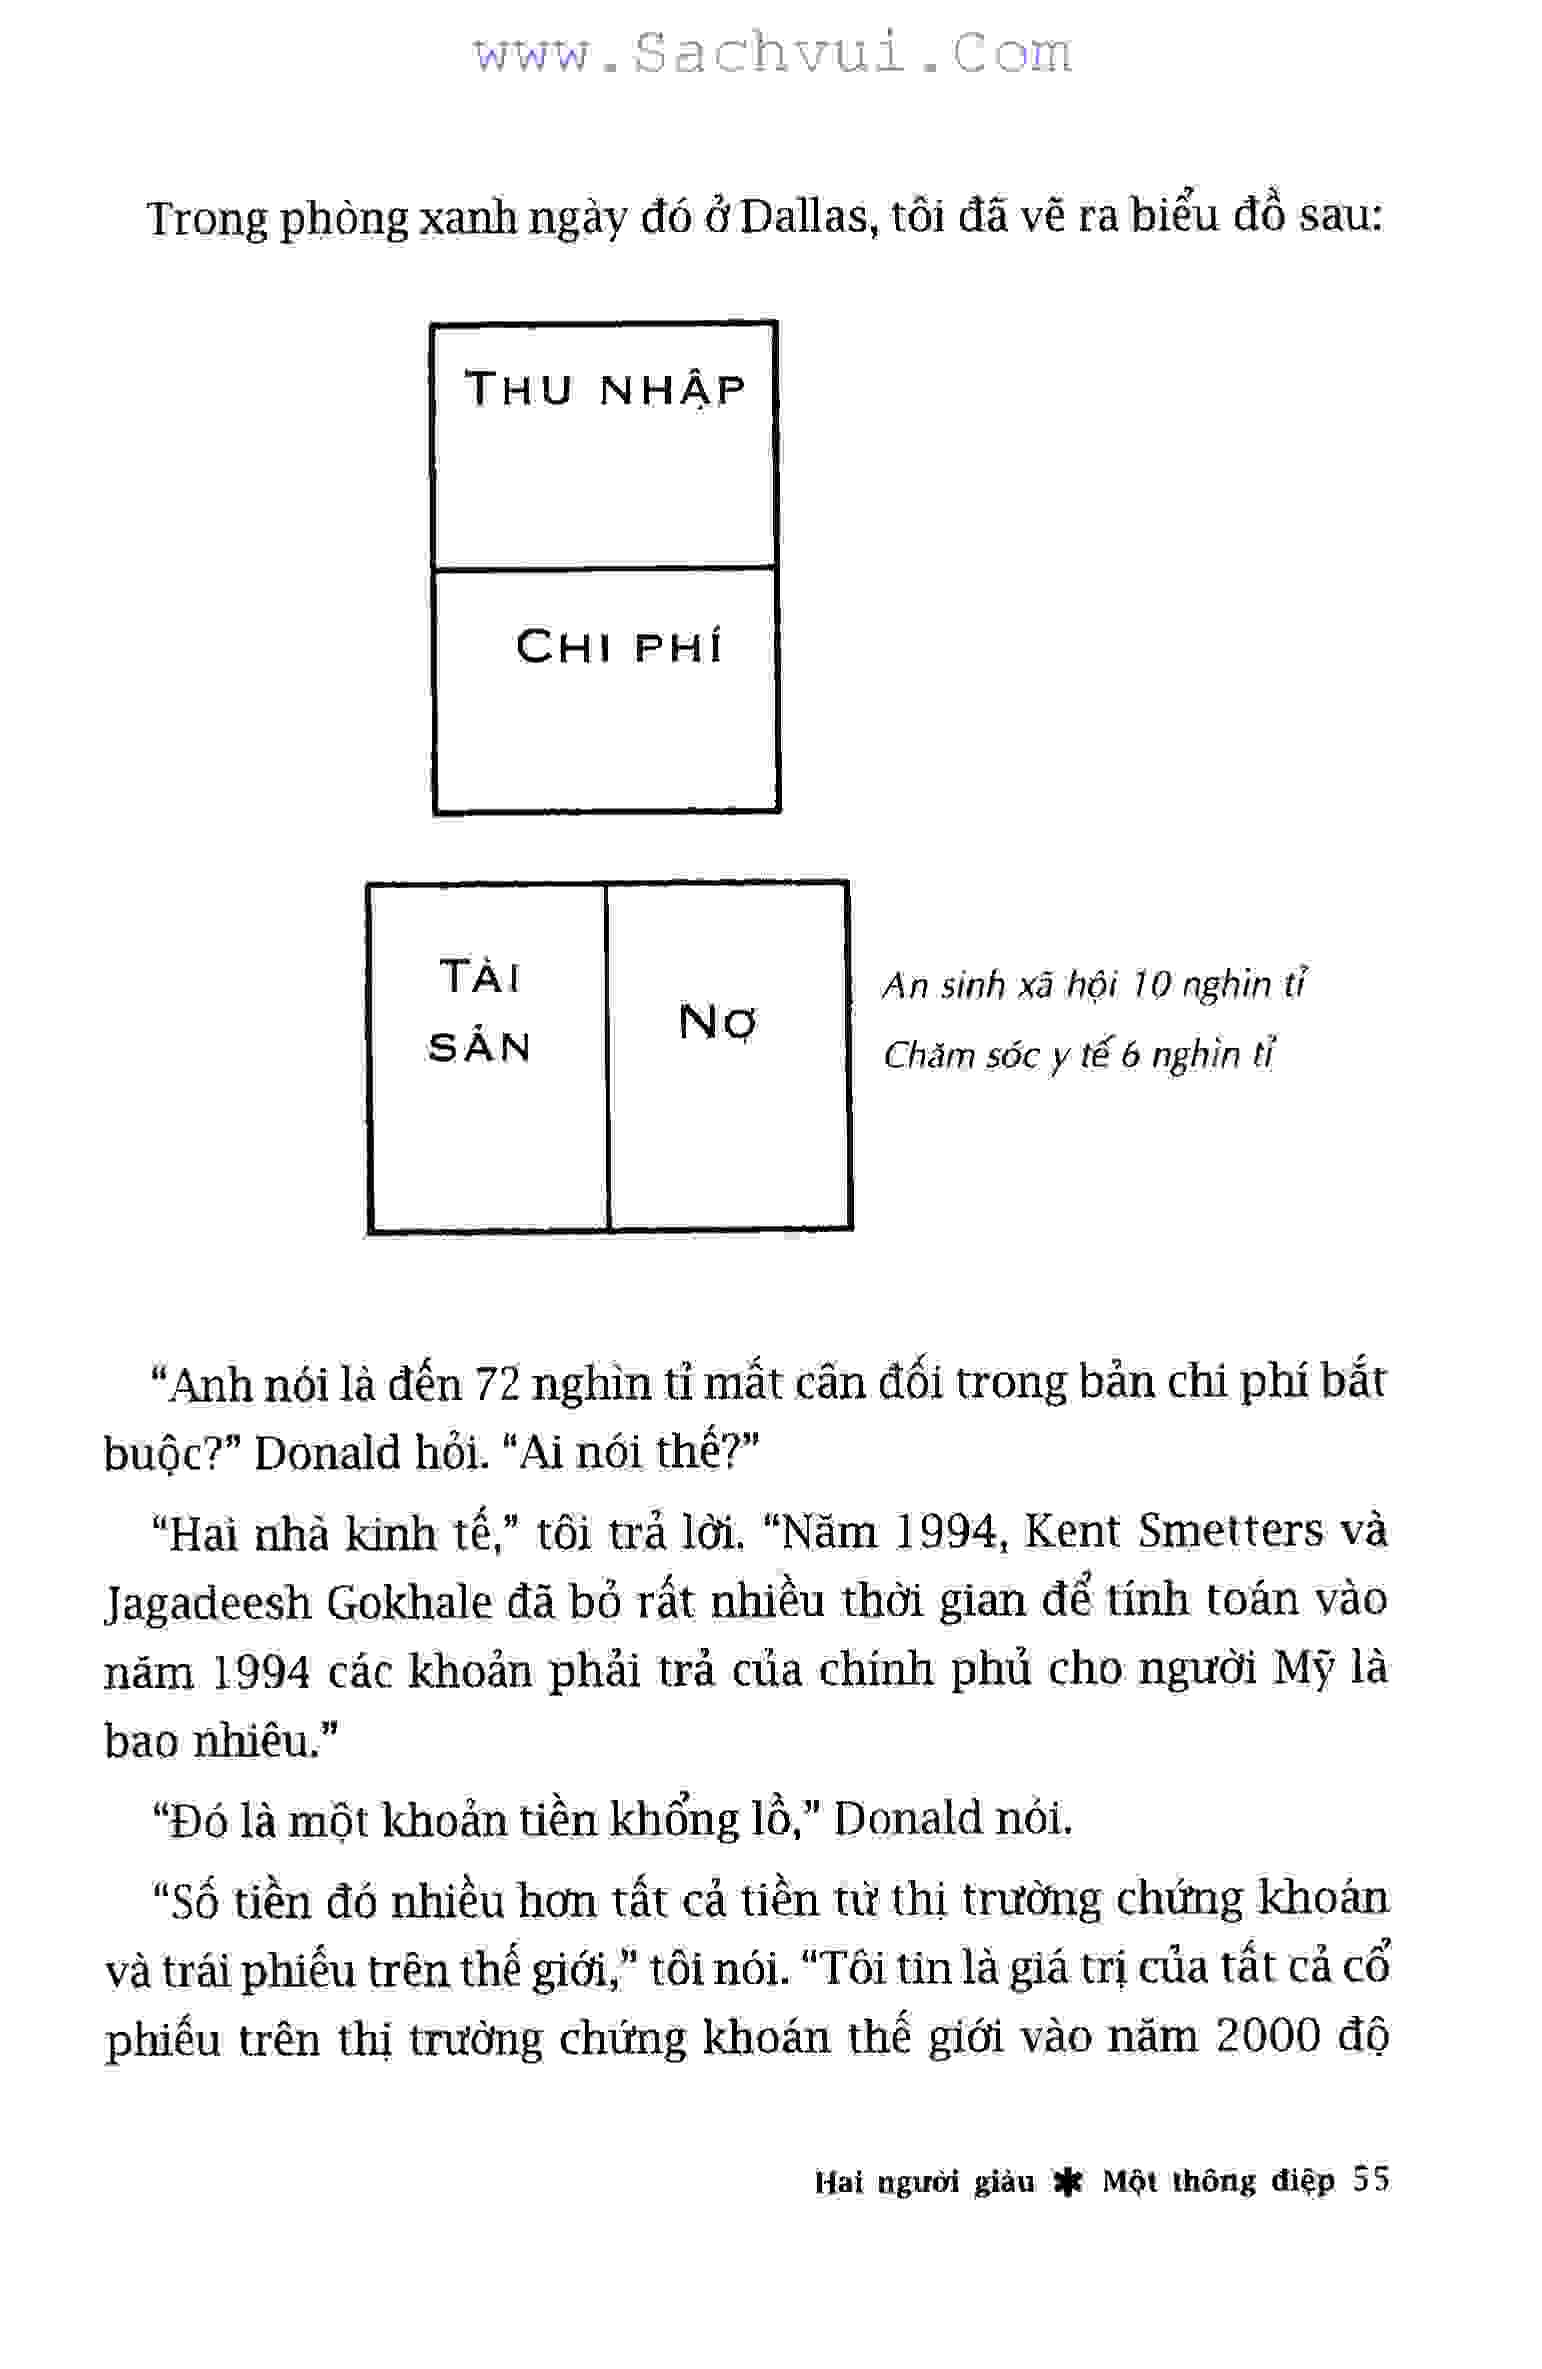 www.Sachvui.Com
Trong phòng xanh ngày đó ở Dallas, tôi đã vẽ ra biểu đồ sau:
THU NHẬP
CHI PHÍ
TÀI
SẢN
NỢ
An sinh xã hội 10 nghìn tỉ
Chăm sóc y tế 6 nghìn tỉ
“Anh nói là đến 72 nghìn tỉ mất cân đối trong bản chi phí bắt
buộc?” Donald hỏi. “Ai nói thế?”
“Hai nhà kinh tế,” tôi trả lời. “Năm 1994, Kent Smetters và
Jagadeesh Gokhale đã bỏ rất nhiều thời gian để tính toán vào
năm 1994 các khoản phải trả của chính phủ cho người Mỹ là
bao nhiêu.”
“Đó là một khoản tiền khổng lồ,” Donald nói.
“Số tiền đó nhiều hơn tất cả tiền từ thị trường chứng khoán
và trái phiếu trên thế giới,” tôi nói. “Tôi tin là giá trị của tất cả cổ
phiếu trên thị trường chứng khoán thế giới vào năm 2000 độ
Hai người giàu ✱ Một thông điệp 55